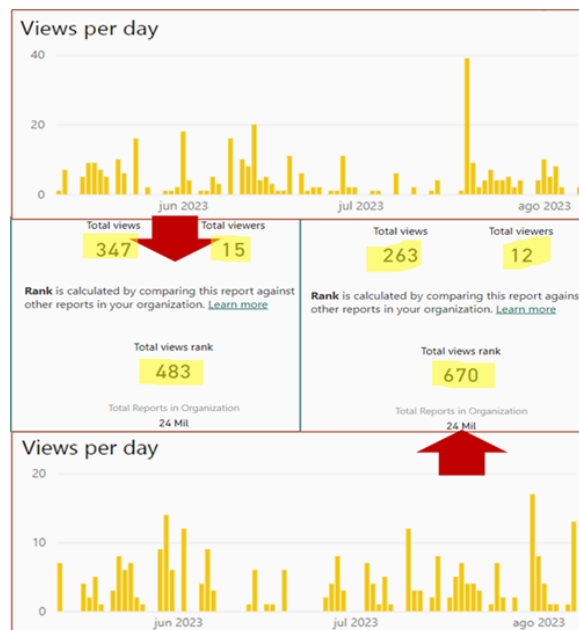 Views per day
40
20
0
jun 2023 jul 2023 ago 2023
Total views Total viewers
347 15
Rank is calculated by comparing this report against
other reports in your organization. Learn more
Total views rank
483
Total Reports in Organization
24 Mil
Total views Total viewers
263 12
Rank is calculated by comparing this report against
other reports in your organization. Learn more
Total views rank
670
Total Reports in Organization
24 Mil
Views per day
20
10
0
jun 2023 jul 2023 ago 2023